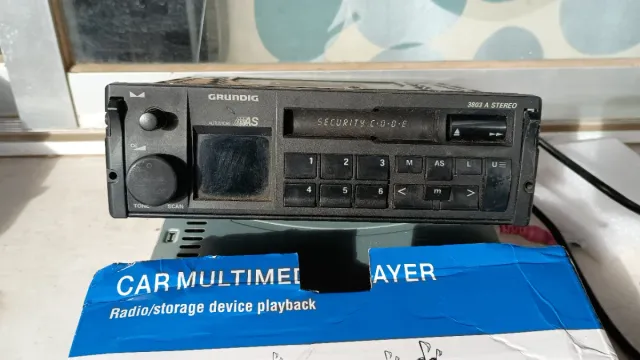 GRUNDIG
3803 A STEREO
AS
SECURITY C·O·D·E
1 2 3 M AS L U
4 5 6 < m >
TONE SCAN
CAR MULTIMED AYER
Radio/storage device playback